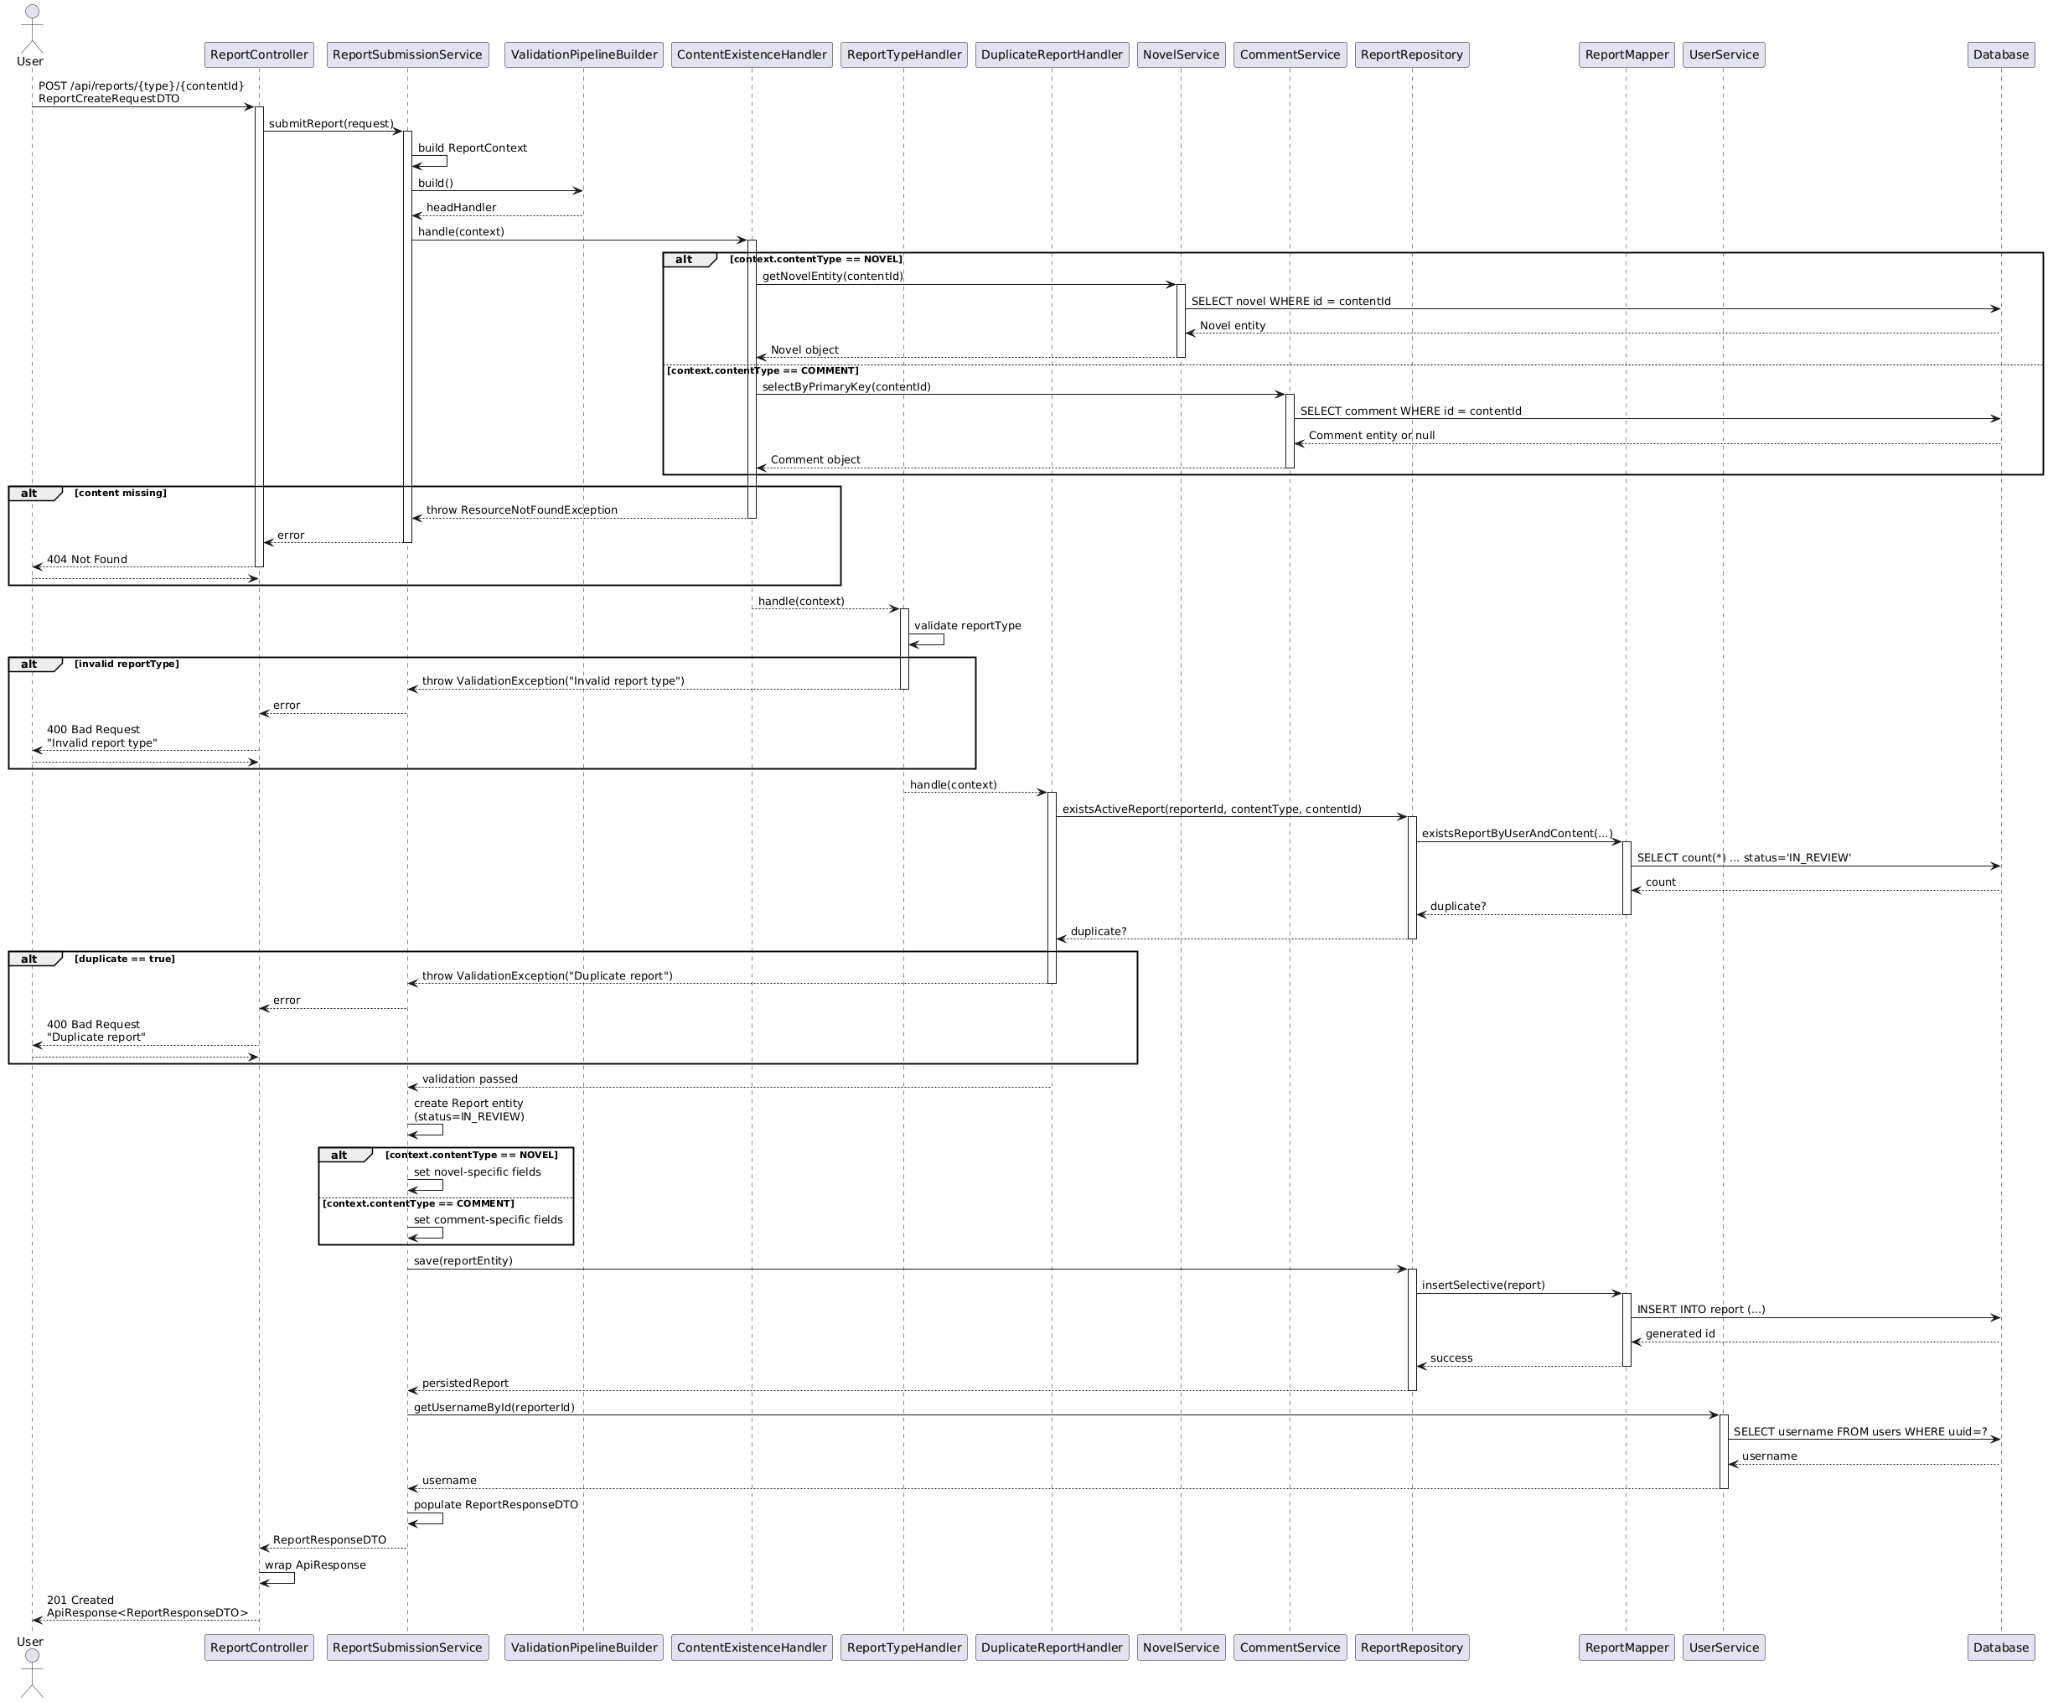 User
ReportController
ReportSubmissionService
ValidationPipelineBuilder
ContentExistenceHandler
ReportTypeHandler
DuplicateReportHandler
NovelService
CommentService
ReportRepository
ReportMapper
UserService
Database
POST /api/reports/{type}/{contentId}
ReportCreateRequestDTO
submitReport(request)
build ReportContext
build()
headHandler
handle(context)
alt [context.contentType == NOVEL]
getNovelEntity(contentId)
SELECT novel WHERE id = contentId
Novel entity
Novel object
[context.contentType == COMMENT]
selectByPrimaryKey(contentId)
SELECT comment WHERE id = contentId
Comment entity or null
Comment object
alt [content missing]
throw ResourceNotFoundException
error
404 Not Found
handle(context)
validate reportType
alt [invalid reportType]
throw ValidationException("Invalid report type")
error
400 Bad Request
"Invalid report type"
handle(context)
existsActiveReport(reporterId, contentType, contentId)
existsReportByUserAndContent(...)
SELECT count(*) ... status='IN_REVIEW'
count
duplicate?
duplicate?
alt [duplicate == true]
throw ValidationException("Duplicate report")
error
400 Bad Request
"Duplicate report"
validation passed
create Report entity
(status=IN_REVIEW)
alt [context.contentType == NOVEL]
set novel-specific fields
[context.contentType == COMMENT]
set comment-specific fields
save(reportEntity)
insertSelective(report)
INSERT INTO report (...)
generated id
success
persistedReport
getUsernameById(reporterId)
SELECT username FROM users WHERE uuid=?
username
username
populate ReportResponseDTO
ReportResponseDTO
wrap ApiResponse
201 Created
ApiResponse<ReportResponseDTO>
User
ReportController
ReportSubmissionService
ValidationPipelineBuilder
ContentExistenceHandler
ReportTypeHandler
DuplicateReportHandler
NovelService
CommentService
ReportRepository
ReportMapper
UserService
Database